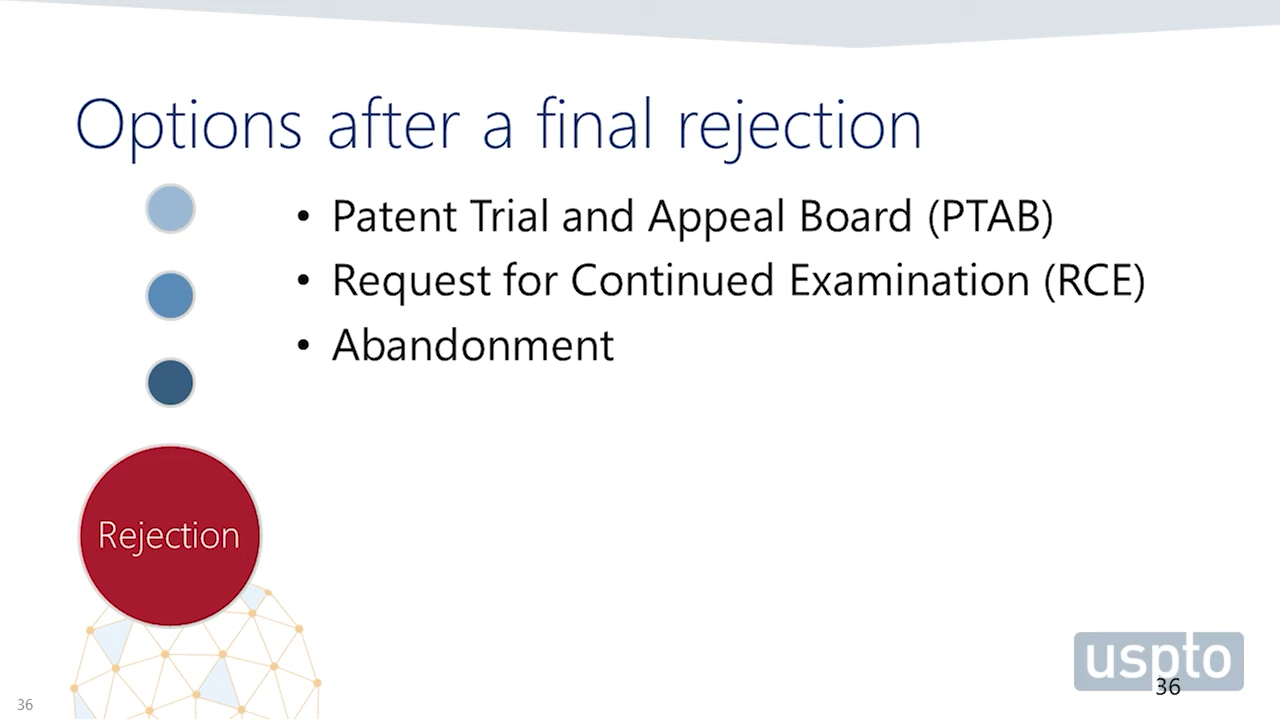 Options after a final rejection
• Patent Trial and Appeal Board (PTAB)
• Request for Continued Examination (RCE)
• Abandonment
Rejection
uspto
36
36